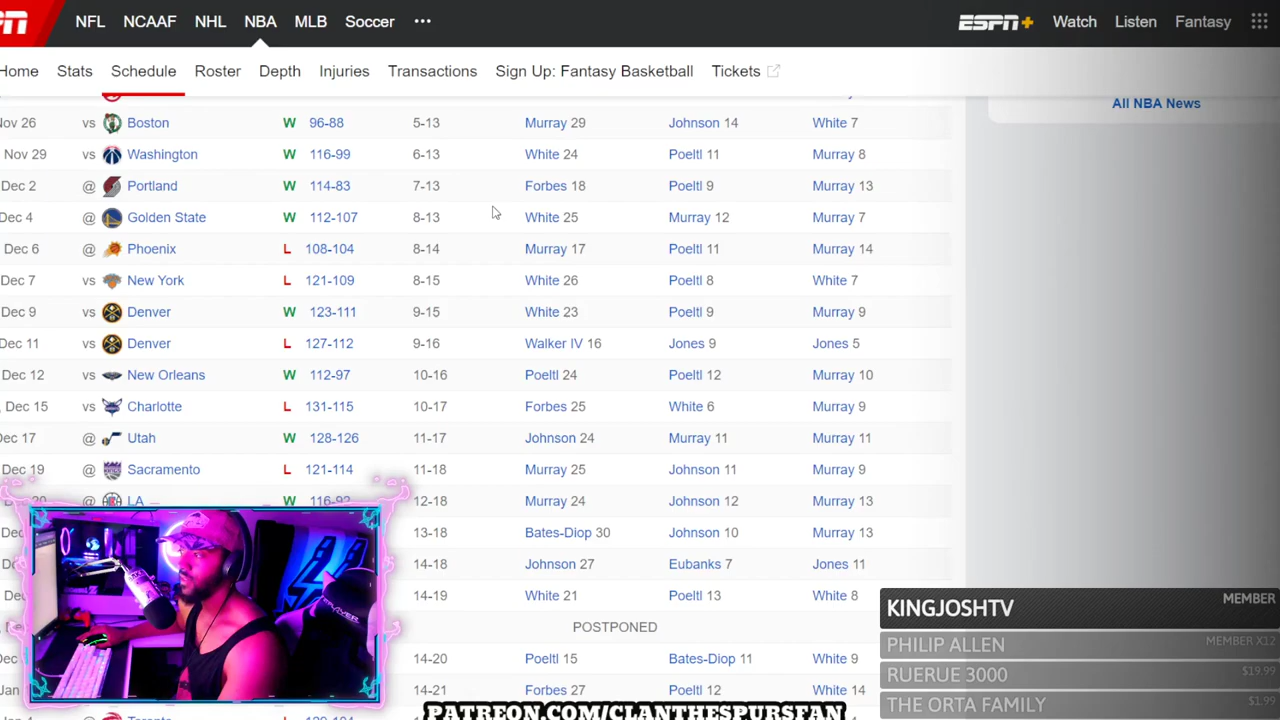 NFL NCAAF NHL NBA MLB Soccer ••• ESPN+ Watch Listen Fantasy
Home Stats Schedule Roster Depth Injuries Transactions Sign Up: Fantasy Basketball Tickets
All NBA News
Nov 26 vs Boston W 96-88 5-13 Murray 29 Johnson 14 White 7
Nov 29 vs Washington W 116-99 6-13 White 24 Poeltl 11 Murray 8
Dec 2 @ Portland W 114-83 7-13 Forbes 18 Poeltl 9 Murray 13
Dec 4 @ Golden State W 112-107 8-13 White 25 Murray 12 Murray 7
Dec 6 @ Phoenix L 108-104 8-14 Murray 17 Poeltl 11 Murray 14
Dec 7 vs New York L 121-109 8-15 White 26 Poeltl 8 White 7
Dec 9 vs Denver W 123-111 9-15 White 23 Poeltl 9 Murray 9
Dec 11 vs Denver L 127-112 9-16 Walker IV 16 Jones 9 Jones 5
Dec 12 vs New Orleans W 112-97 10-16 Poeltl 24 Poeltl 12 Murray 10
, Dec 15 vs Charlotte L 131-115 10-17 Forbes 25 White 6 Murray 9
Dec 17 @ Utah W 128-126 11-17 Johnson 24 Murray 11 Murray 11
Dec 19 @ Sacramento L 121-114 11-18 Murray 25 Johnson 11 Murray 9
@ LA W 116-92 12-18 Murray 24 Johnson 12 Murray 13
Dec 13-18 Bates-Diop 30 Johnson 10 Murray 13
14-18 Johnson 27 Eubanks 7 Jones 11
14-19 White 21 Poeltl 13 White 8
POSTPONED
Dec 14-20 Poeltl 15 Bates-Diop 11 White 9
Jan 14-21 Forbes 27 Poeltl 12 White 14
KINGJOSHTV MEMBER
PHILIP ALLEN MEMBER X12
RUERUE 3000 $19.99
THE ORTA FAMILY $1.99
PATREON.COM/CLANTHESPURSFAN